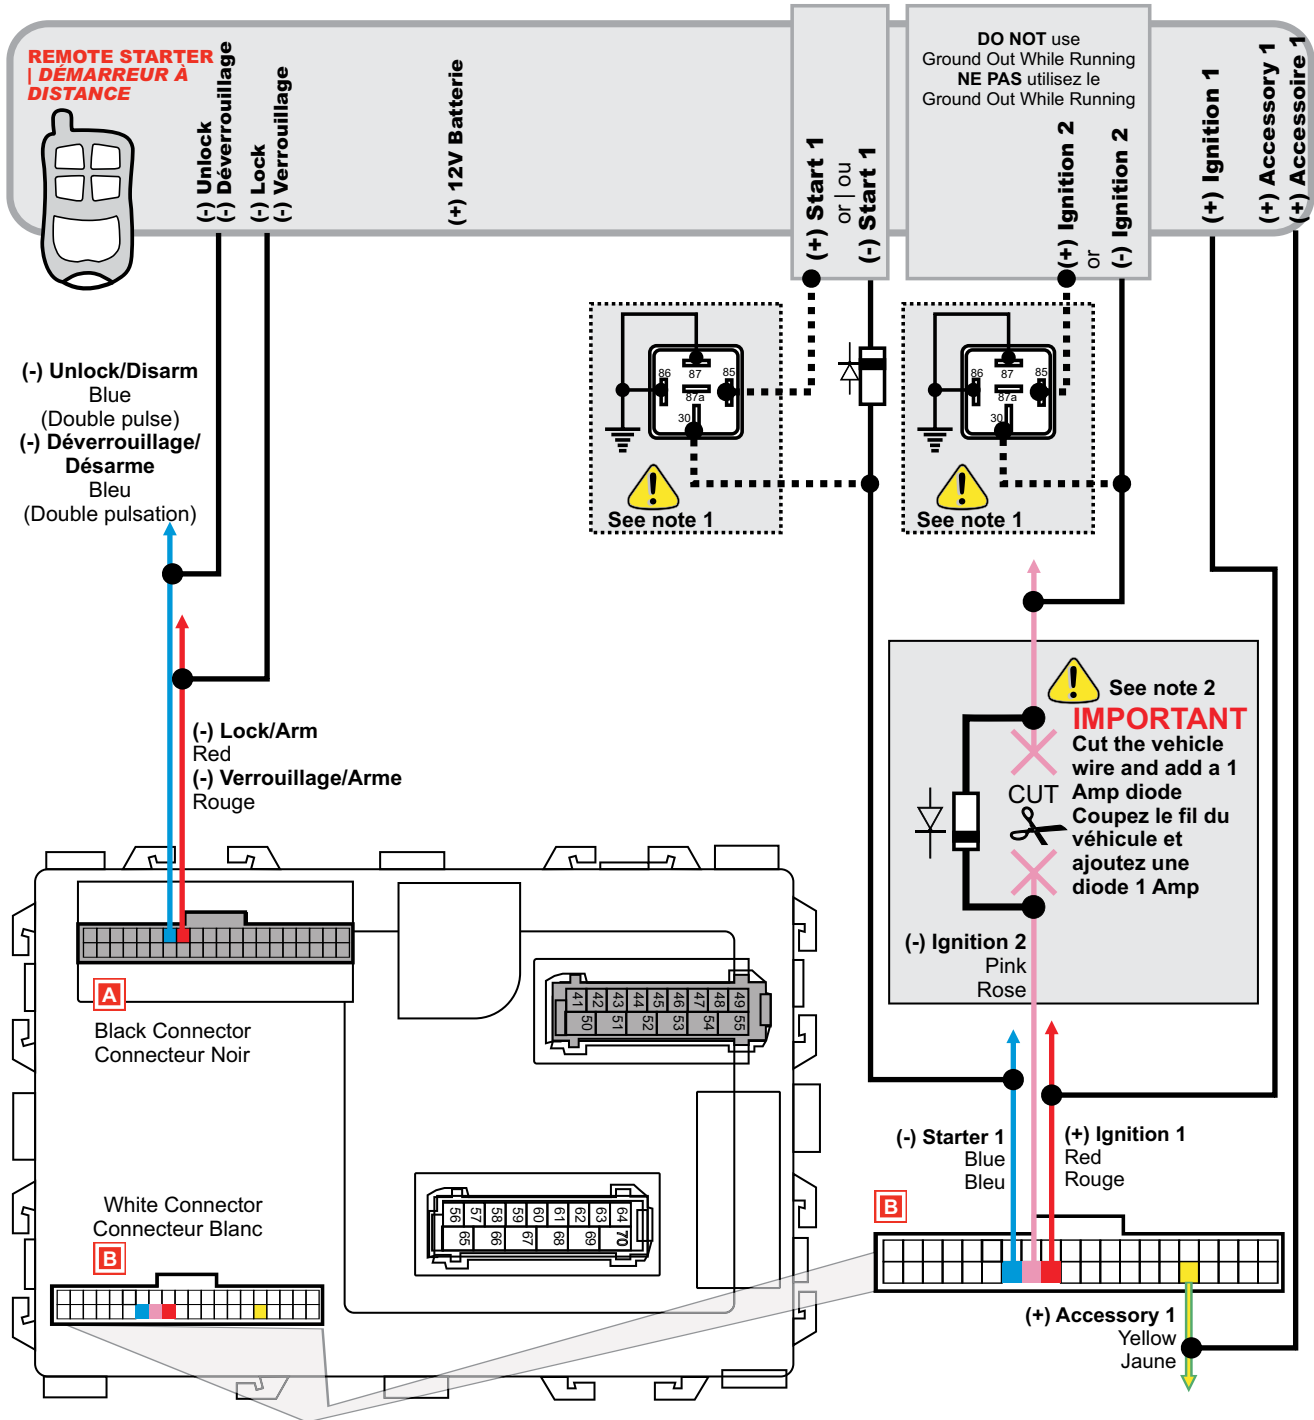 REMOTE STARTER
| DÉMARREUR À
DISTANCE
(-) Unlock
(-) Déverrouillage
(-) Lock
(-) Verrouillage
(+) 12V Batterie
(+) Start 1
or | ou
(-) Start 1
DO NOT use
Ground Out While Running
NE PAS utilisez le
Ground Out While Running
(+) Ignition 2
or
(-) Ignition 2
(+) Ignition 1
(+) Accessory 1
(+) Accessoire 1
86
87
85
87a
30
See note 1
86
87
85
87a
30
See note 1
(-) Unlock/Disarm
Blue
(Double pulse)
(-) Déverrouillage/
Désarme
Bleu
(Double pulsation)
(-) Lock/Arm
Red
(-) Verrouillage/Arme
Rouge
See note 2
IMPORTANT
Cut the vehicle
wire and add a 1
Amp diode
Coupez le fil du
véhicule et
ajoutez une
diode 1 Amp
CUT
(-) Ignition 2
Pink
Rose
A
Black Connector
Connecteur Noir
41 42 43 44 45 46 47 48 49
50 51 52 53 54 55
(-) Starter 1
Blue
Bleu
(+) Ignition 1
Red
Rouge
B
White Connector
Connecteur Blanc
B
56 57 58 59 60 61 62 63 64
65 66 67 68 69 70
(+) Accessory 1
Yellow
Jaune